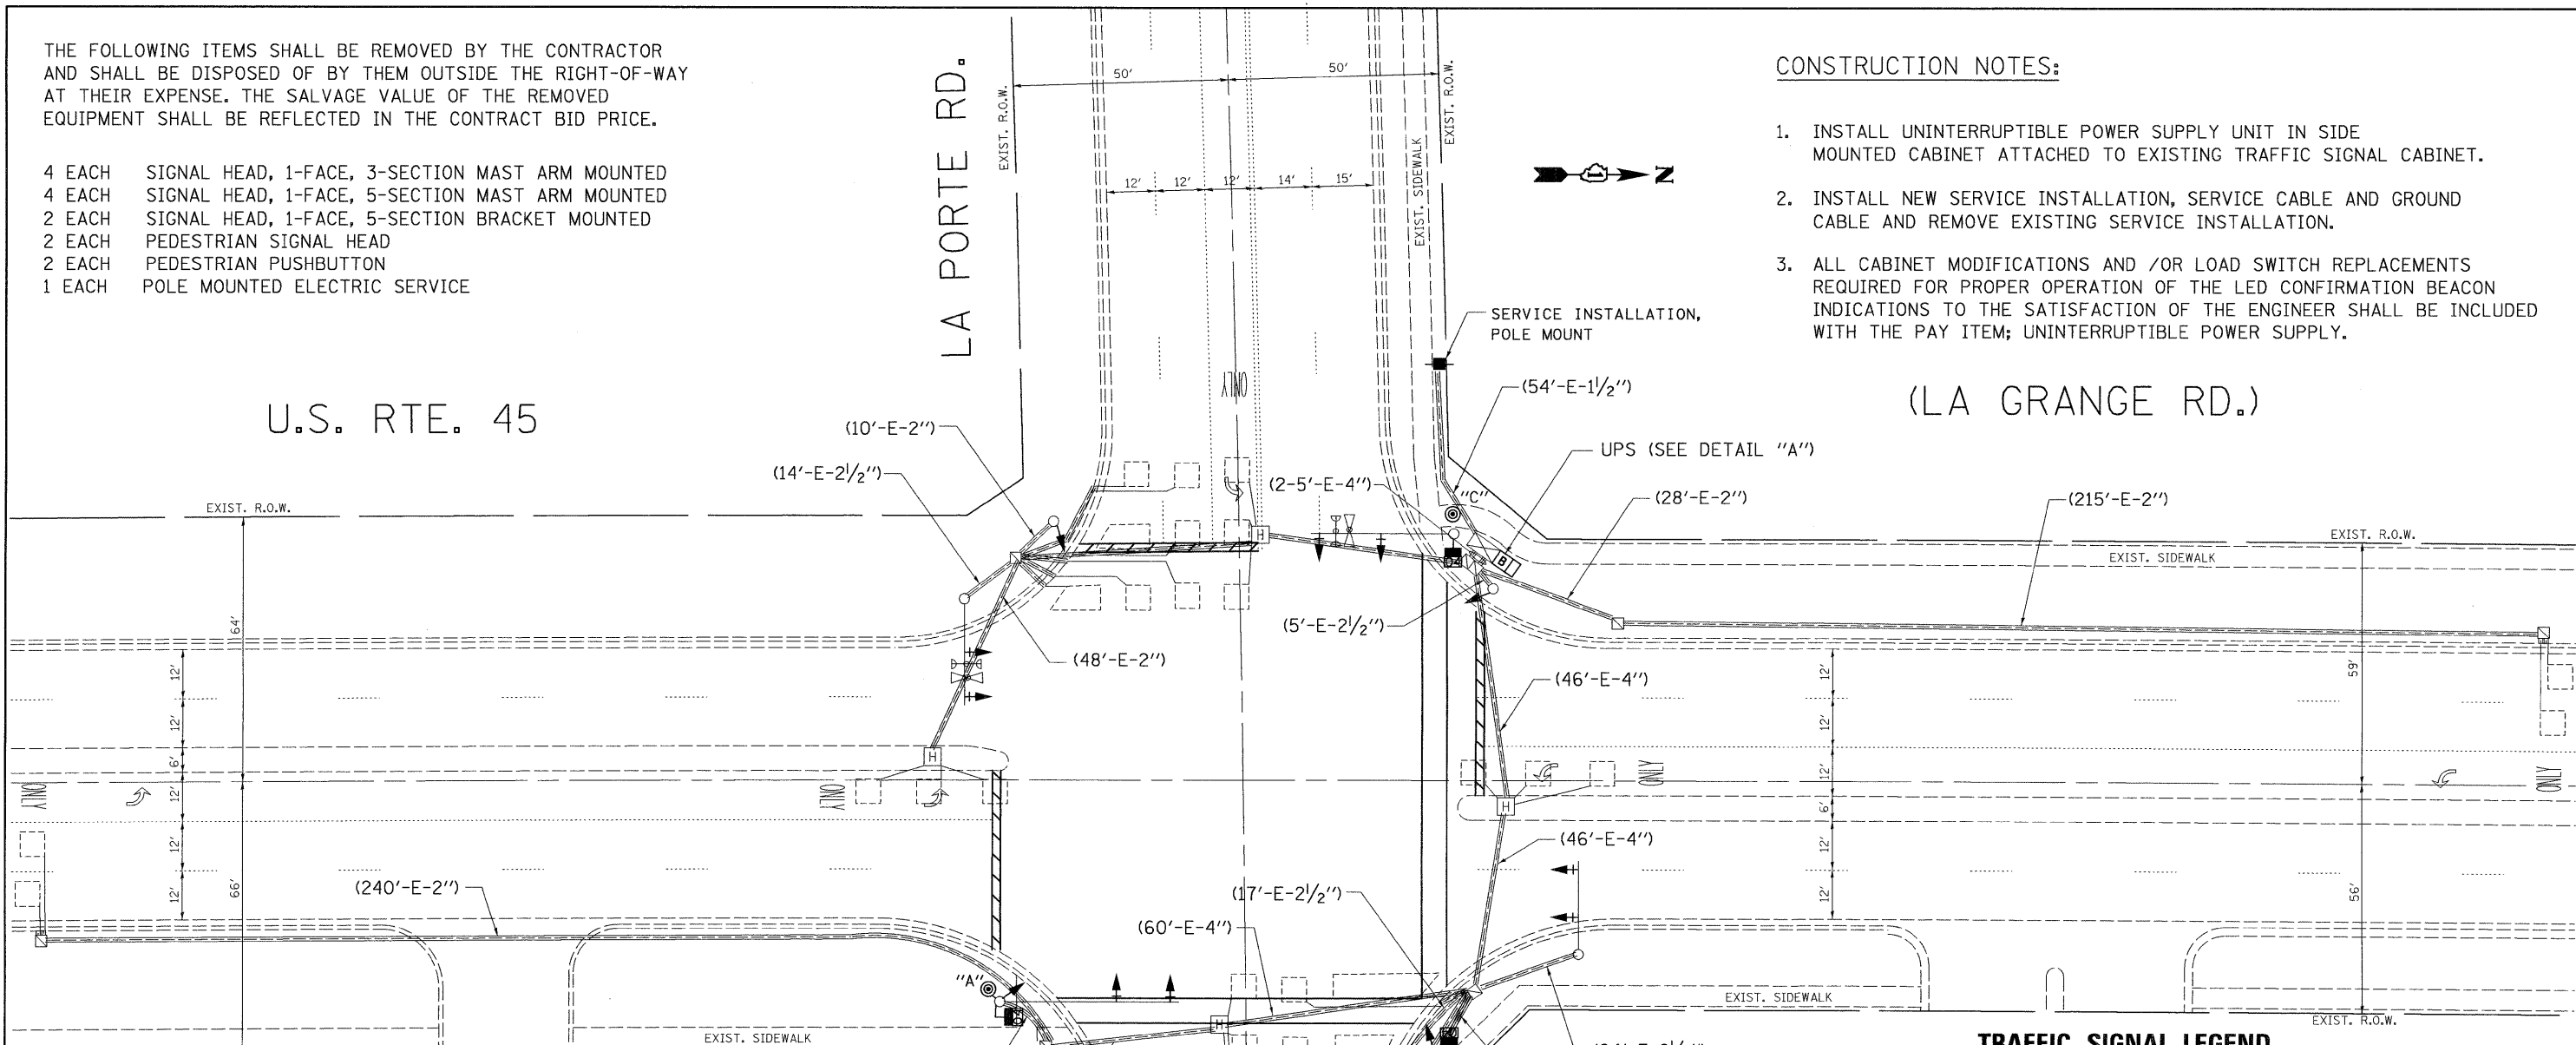 THE FOLLOWING ITEMS SHALL BE REMOVED BY THE CONTRACTOR
AND SHALL BE DISPOSED OF BY THEM OUTSIDE THE RIGHT-OF-WAY
AT THEIR EXPENSE. THE SALVAGE VALUE OF THE REMOVED
EQUIPMENT SHALL BE REFLECTED IN THE CONTRACT BID PRICE.
4 EACH SIGNAL HEAD, 1-FACE, 3-SECTION MAST ARM MOUNTED
4 EACH SIGNAL HEAD, 1-FACE, 5-SECTION MAST ARM MOUNTED
2 EACH SIGNAL HEAD, 1-FACE, 5-SECTION BRACKET MOUNTED
2 EACH PEDESTRIAN SIGNAL HEAD
2 EACH PEDESTRIAN PUSHBUTTON
1 EACH POLE MOUNTED ELECTRIC SERVICE
U.S. RTE. 45
LA PORTE RD.
EXIST. R.O.W.
50'
50'
EXIST. R.O.W.
EXIST. SIDEWALK
12'
12'
12'
14'
15'
N
CONSTRUCTION NOTES:
1. INSTALL UNINTERRUPTIBLE POWER SUPPLY UNIT IN SIDE
MOUNTED CABINET ATTACHED TO EXISTING TRAFFIC SIGNAL CABINET.
2. INSTALL NEW SERVICE INSTALLATION, SERVICE CABLE AND GROUND
CABLE AND REMOVE EXISTING SERVICE INSTALLATION.
3. ALL CABINET MODIFICATIONS AND /OR LOAD SWITCH REPLACEMENTS
REQUIRED FOR PROPER OPERATION OF THE LED CONFIRMATION BEACON
INDICATIONS TO THE SATISFACTION OF THE ENGINEER SHALL BE INCLUDED
WITH THE PAY ITEM; UNINTERRUPTIBLE POWER SUPPLY.
(LA GRANGE RD.)
SERVICE INSTALLATION,
POLE MOUNT
ONLY
(54'-E-1½")
(10'-E-2")
UPS (SEE DETAIL "A")
(14'-E-2½")
(2-5'-E-4")
"C"
(28'-E-2")
(215'-E-2")
EXIST. R.O.W.
EXIST. R.O.W.
EXIST. SIDEWALK
H
B
64'
(5'-E-2½")
(48'-E-2")
(46'-E-4")
59'
12'
12'
6'
12'
12'
12'
H
ONLY
ONLY
12'
12'
12'
6'
12'
12'
ONLY
ONLY
H
66'
(240'-E-2")
(46'-E-4")
(17'-E-2½")
(60'-E-4")
56'
"A"
H
EXIST. SIDEWALK
EXIST. SIDEWALK
EXIST. R.O.W.
TRAFFIC SIGNAL LEGEND